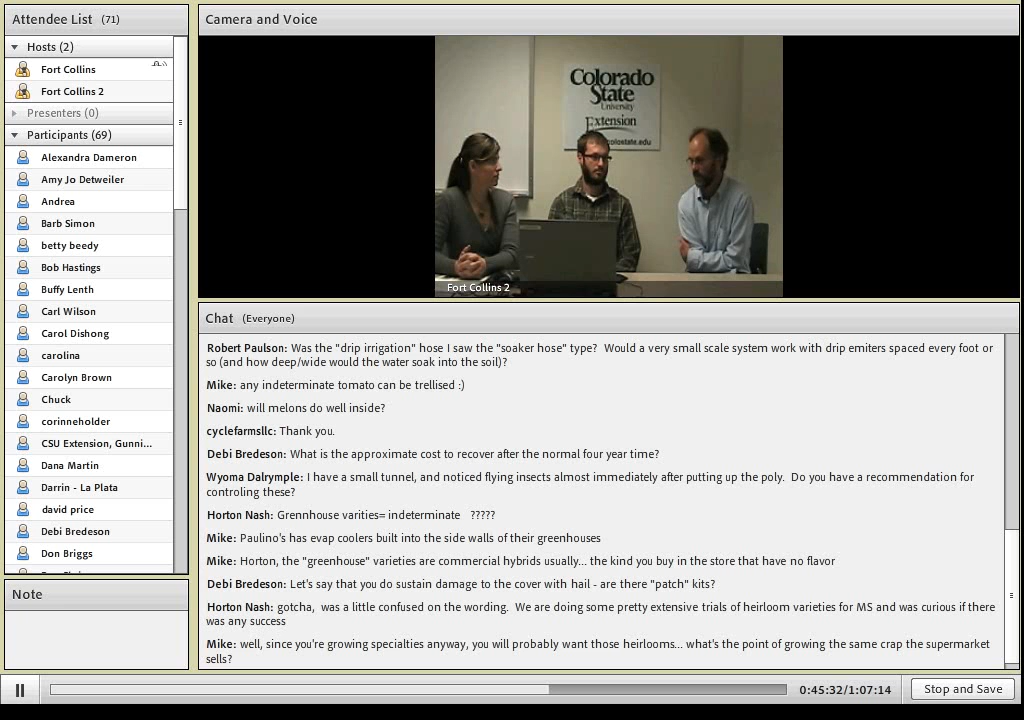 Attendee List (71)
Hosts (2)
Fort Collins
Fort Collins 2
Presenters (0)
Participants (69)
Alexandra Dameron
Amy Jo Detweiler
Andrea
Barb Simon
betty beedy
Bob Hastings
Buffy Lenth
Carl Wilson
Carol Dishong
carolina
Carolyn Brown
Chuck
corinneholder
CSU Extension, Gunni...
Dana Martin
Darrin - La Plata
david price
Debi Bredeson
Don Briggs
Note
Camera and Voice
Colorado
State
University
Extension
colostate.edu
Fort Collins 2
Chat (Everyone)
Robert Paulson: Was the "drip irrigation" hose I saw the "soaker hose" type? Would a very small scale system work with drip emiters spaced every foot or
so (and how deep/wide would the water soak into the soil)?
Mike: any indeterminate tomato can be trellised :)
Naomi: will melons do well inside?
cyclefarmsllc: Thank you.
Debi Bredeson: What is the approximate cost to recover after the normal four year time?
Wyoma Dalrymple: I have a small tunnel, and noticed flying insects almost immediately after putting up the poly. Do you have a recommendation for
controling these?
Horton Nash: Grennhouse varities= indeterminate ?????
Mike: Paulino's has evap coolers built into the side walls of their greenhouses
Mike: Horton, the "greenhouse" varieties are commercial hybrids usually... the kind you buy in the store that have no flavor
Debi Bredeson: Let's say that you do sustain damage to the cover with hail - are there "patch" kits?
Horton Nash: gotcha, was a little confused on the wording. We are doing some pretty extensive trials of heirloom varieties for MS and was curious if there
was any success
Mike: well, since you're growing specialties anyway, you will probably want those heirlooms... what's the point of growing the same crap the supermarket
sells?
0:45:32/1:07:14
Stop and Save